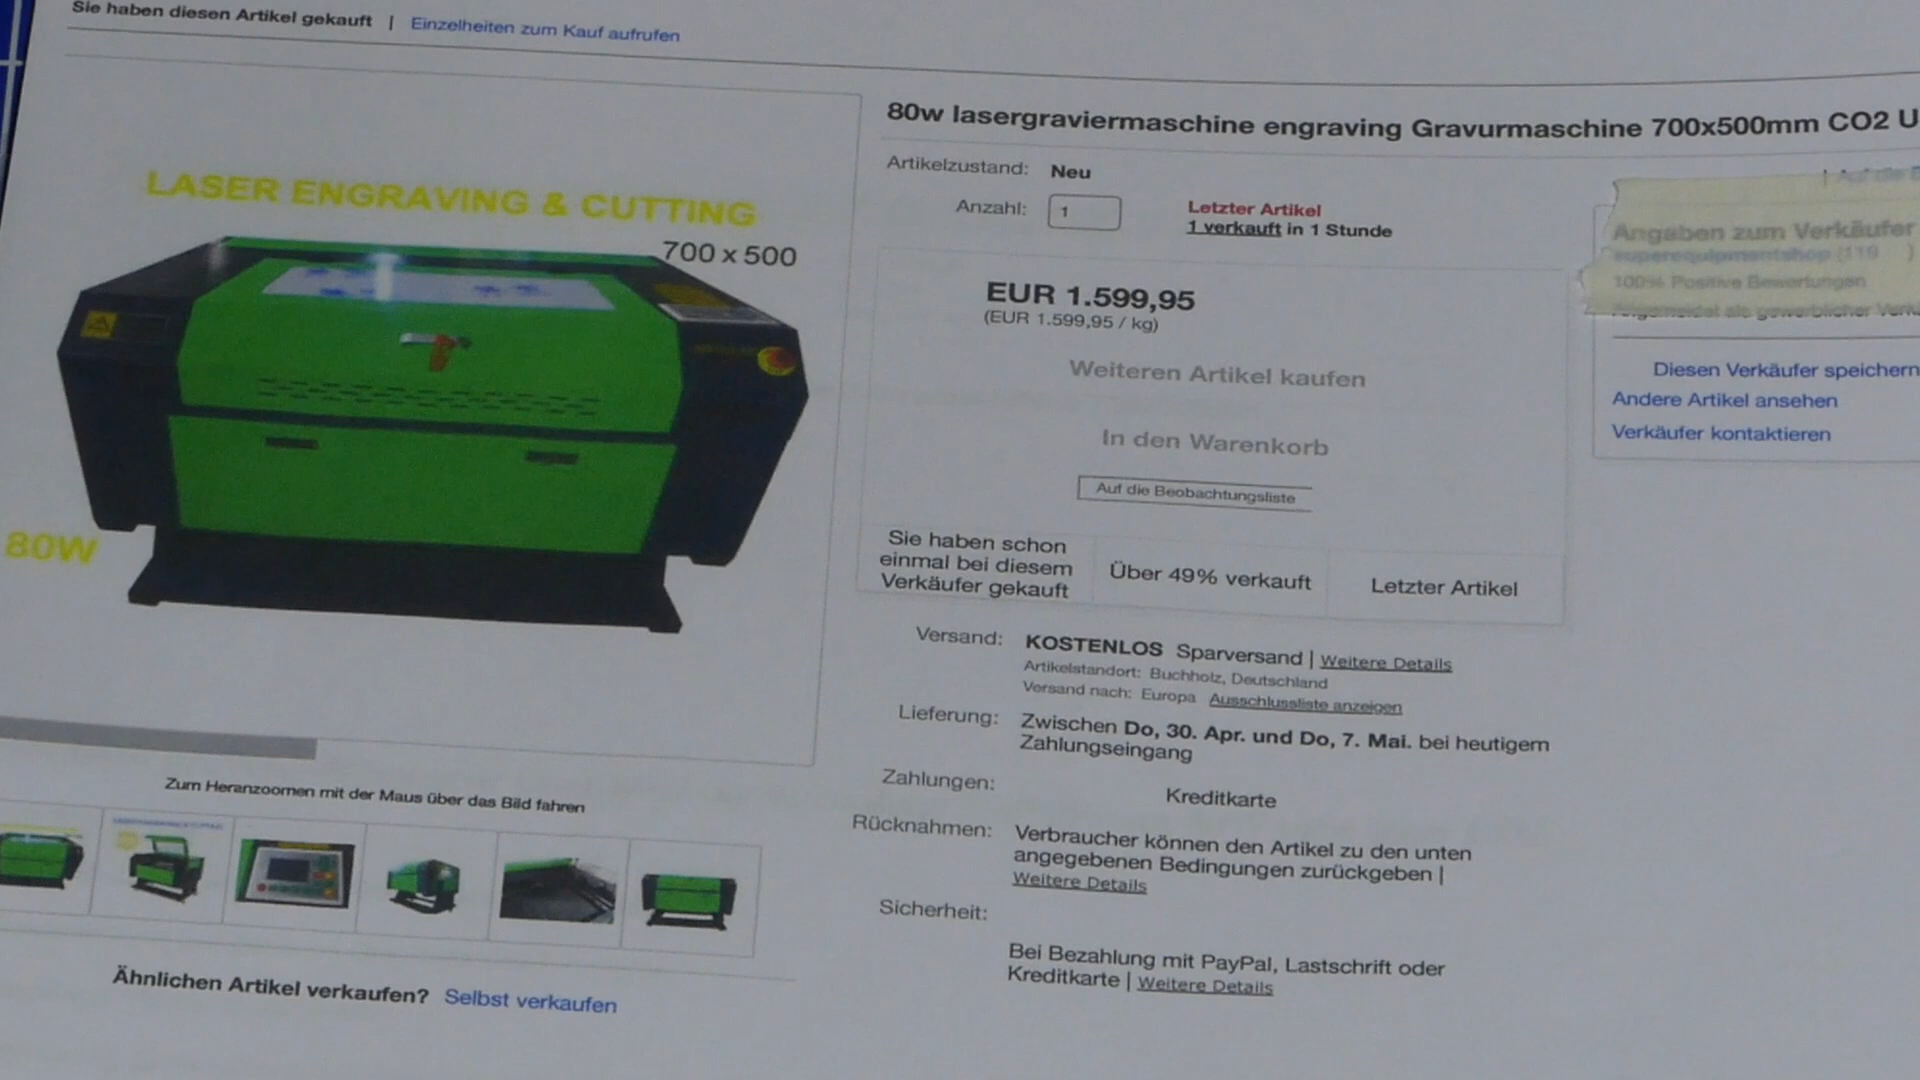 Sie haben diesen Artikel gekauft | Einzelheiten zum Kauf aufrufen
LASER ENGRAVING & CUTTING
700 x 500
80W
Zum Heranzoomen mit der Maus über das Bild fahren
Ähnlichen Artikel verkaufen? Selbst verkaufen
80w lasergraviermaschine engraving Gravurmaschine 700x500mm CO2 U
Artikelzustand: Neu
Anzahl: 1
Letzter Artikel
1 verkauft in 1 Stunde
EUR 1.599,95
(EUR 1.599,95 / kg)
Weiteren Artikel kaufen
In den Warenkorb
Auf die Beobachtungsliste
Sie haben schon
einmal bei diesem
Verkäufer gekauft
Über 49% verkauft
Letzter Artikel
Versand: KOSTENLOS Sparversand | Weitere Details
Artikelstandort: Buchholz, Deutschland
Versand nach: Europa Ausschlussliste anzeigen
Lieferung: Zwischen Do, 30. Apr. und Do, 7. Mai. bei heutigem
Zahlungseingang
Zahlungen: Kreditkarte
Rücknahmen: Verbraucher können den Artikel zu den unten
angegebenen Bedingungen zurückgeben |
Weitere Details
Sicherheit:
Bei Bezahlung mit PayPal, Lastschrift oder
Kreditkarte | Weitere Details
Angaben zum Verkäufer
superequipmentshop (119 )
100% Positive Bewertungen
Angemeldet als gewerblicher
Diesen Verkäufer speichern
Andere Artikel ansehen
Verkäufer kontaktieren